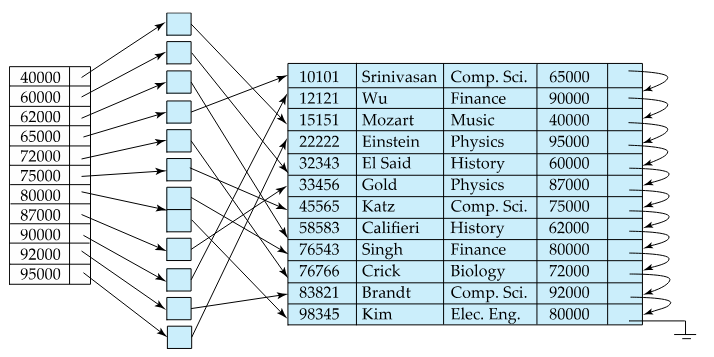 40000
60000
62000
65000
72000
75000
80000
87000
90000
92000
95000
10101 Srinivasan Comp. Sci. 65000
12121 Wu Finance 90000
15151 Mozart Music 40000
22222 Einstein Physics 95000
32343 El Said History 60000
33456 Gold Physics 87000
45565 Katz Comp. Sci. 75000
58583 Califieri History 62000
76543 Singh Finance 80000
76766 Crick Biology 72000
83821 Brandt Comp. Sci. 92000
98345 Kim Elec. Eng. 80000